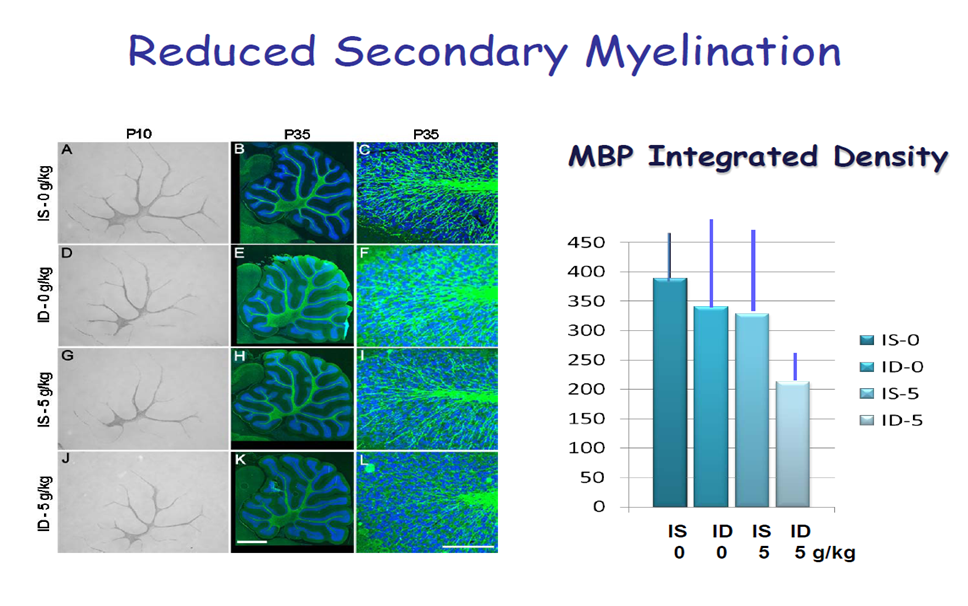 Reduced Secondary Myelination
P10 P35 P35
IS - 0 g/kg
A B C
ID - 0 g/kg
D E F
IS - 5 g/kg
G H I
ID - 5 g/kg
J K L
MBP Integrated Density
450
400
350
300
250
200
150
100
50
0
IS ID IS ID
0 0 5 5 g/kg
IS-0
ID-0
IS-5
ID-5